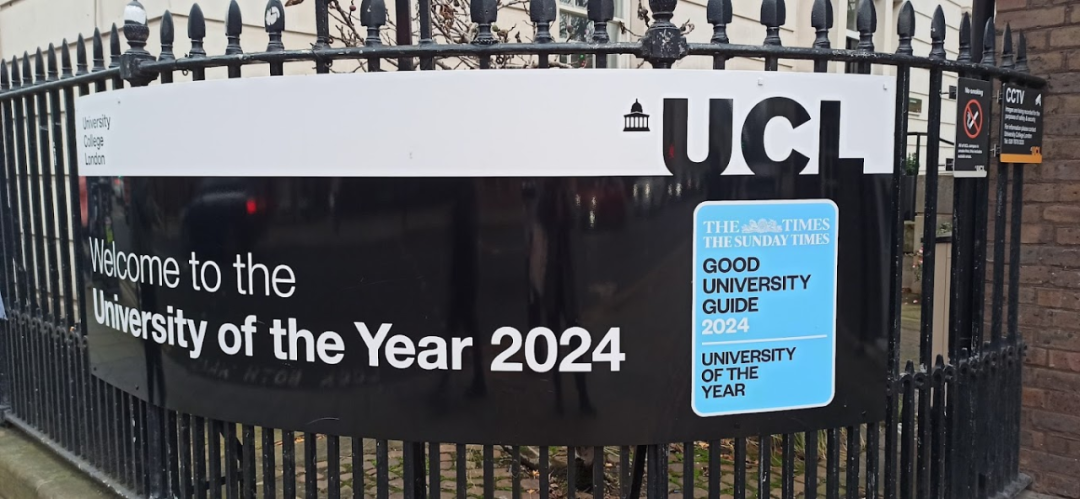 University
College
London
UCL
Welcome to the
University of the Year 2024
THE TIMES
THE SUNDAY TIMES
GOOD
UNIVERSITY
GUIDE
2024
UNIVERSITY
OF THE
YEAR
No smoking
CCTV